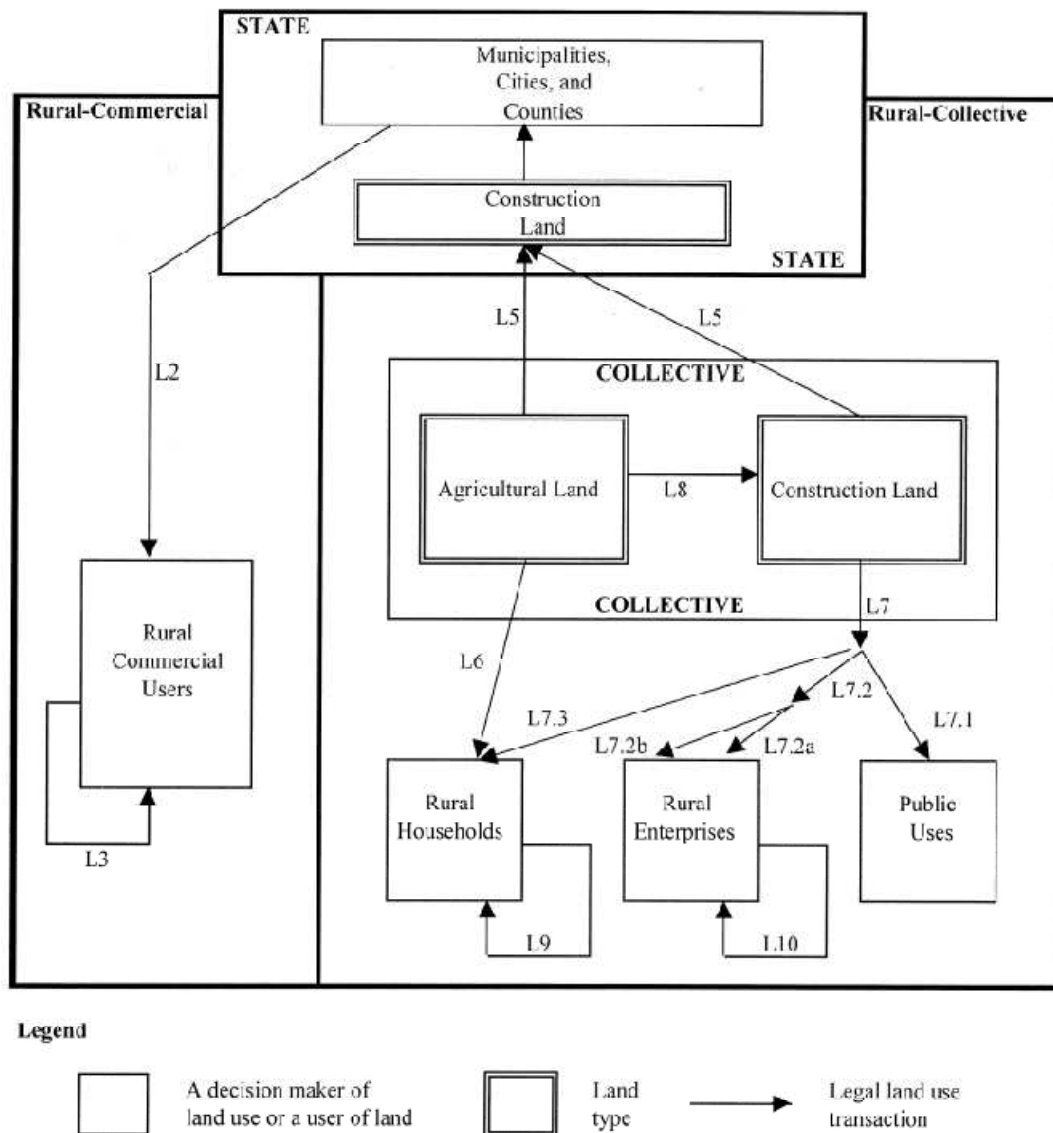 STATE
Municipalities,
Cities, and
Counties
Rural-Commercial
Rural-Collective
Construction
Land
STATE
L5
L5
L2
COLLECTIVE
Agricultural Land
L8
Construction Land
COLLECTIVE
L7
Rural
Commercial
Users
L6
L7.3
L7.2
L7.1
L7.2b
L7.2a
Rural
Households
Rural
Enterprises
Public
Uses
L3
L9
L10
Legend
A decision maker of
land use or a user of land
Land
type
Legal land use
transaction